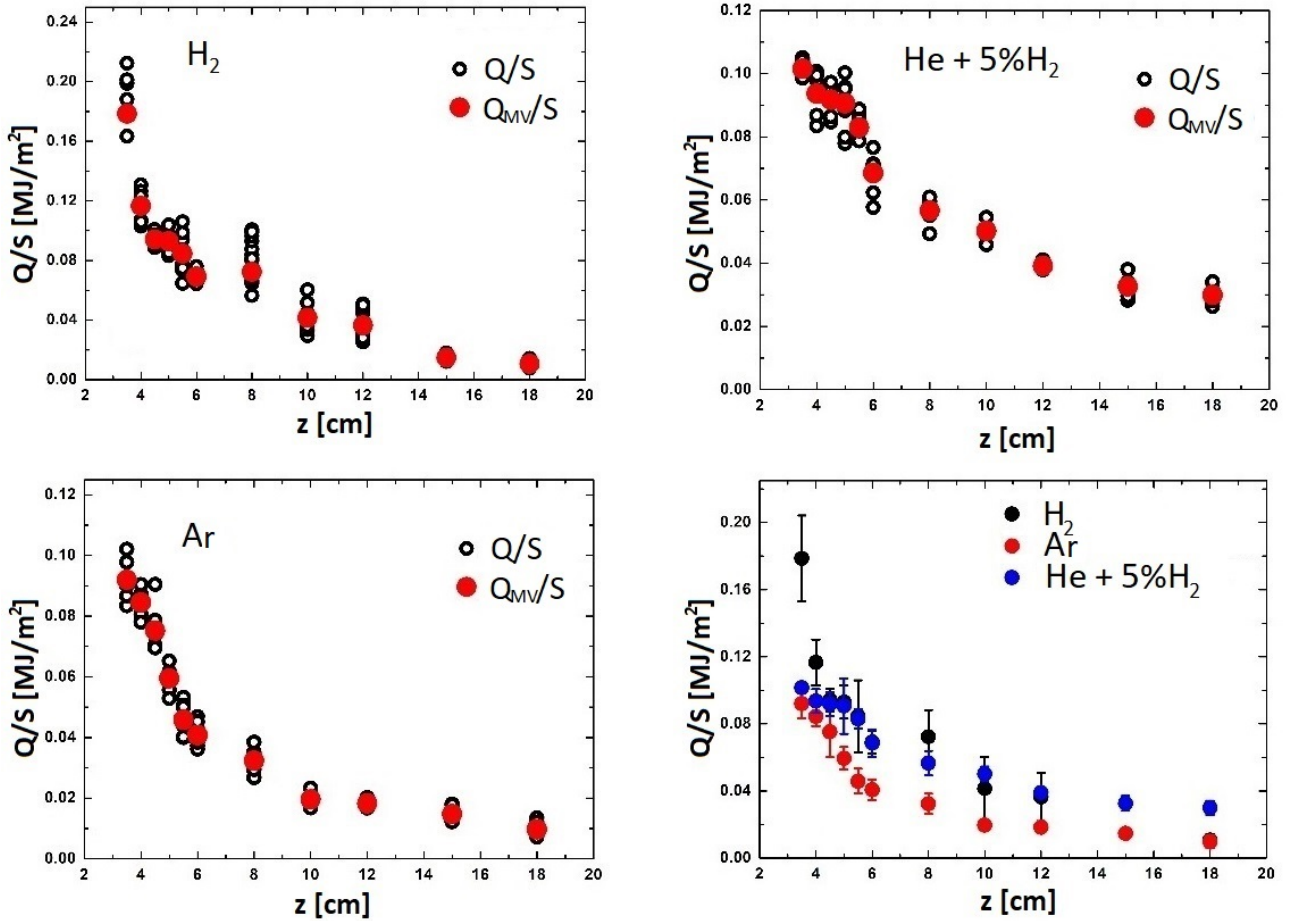 H₂
Q/S
Q_MV/S
Q/S [MJ/m²]
0.24
0.20
0.16
0.12
0.08
0.04
0.00
2 4 6 8 10 12 14 16 18 20
z [cm]
He + 5%H₂
Q/S
Q_MV/S
Q/S [MJ/m²]
0.12
0.10
0.08
0.06
0.04
0.02
0.00
2 4 6 8 10 12 14 16 18 20
z [cm]
Ar
Q/S
Q_MV/S
Q/S [MJ/m²]
0.12
0.10
0.08
0.06
0.04
0.02
0.00
2 4 6 8 10 12 14 16 18 20
z [cm]
H₂
Ar
He + 5%H₂
Q/S [MJ/m²]
0.20
0.16
0.12
0.08
0.04
0.00
2 4 6 8 10 12 14 16 18 20
z [cm]